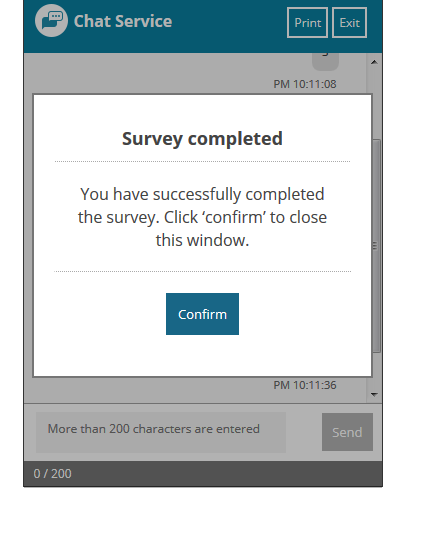 Chat Service
Print
Exit
PM 10:11:08
Survey completed
You have successfully completed
the survey. Click ‘confirm’ to close
this window.
Confirm
PM 10:11:36
More than 200 characters are entered
Send
0 / 200